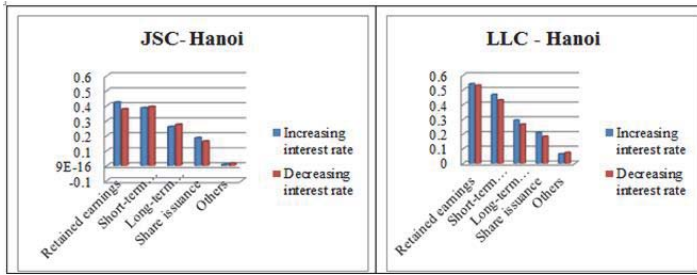 JSC- Hanoi
0.6
0.5
0.4
0.3
0.2
0.1
9E-16
-0.1
Retained earnings
Short-term...
Long-term...
Share issuance
Others
Increasing
interest rate
Decreasing
interest rate
LLC - Hanoi
0.6
0.5
0.4
0.3
0.2
0.1
0
Retained earnings
Short-term...
Long-term...
Share issuance
Others
Increasing
interest rate
Decreasing
interest rate